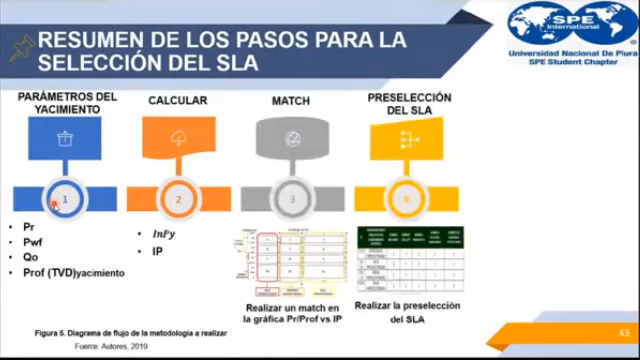 RESUMEN DE LOS PASOS PARA LA
SELECCIÓN DEL SLA
SPE
International
Universidad Nacional De Piura
SPE Student Chapter
PARÁMETROS DEL
YACIMIENTO
CALCULAR
MATCH
PRESELECCIÓN
DEL SLA
1
2
3
• Pr
• Pwf
• Qo
• Prof (TVD)yacimiento
• InPy
• IP
Realizar un match en
la gráfica Pr/Prof vs IP
Realizar la preselección
del SLA
Figura 5. Diagrama de flujo de la metodología a realizar
Fuente: Autores, 2019
43